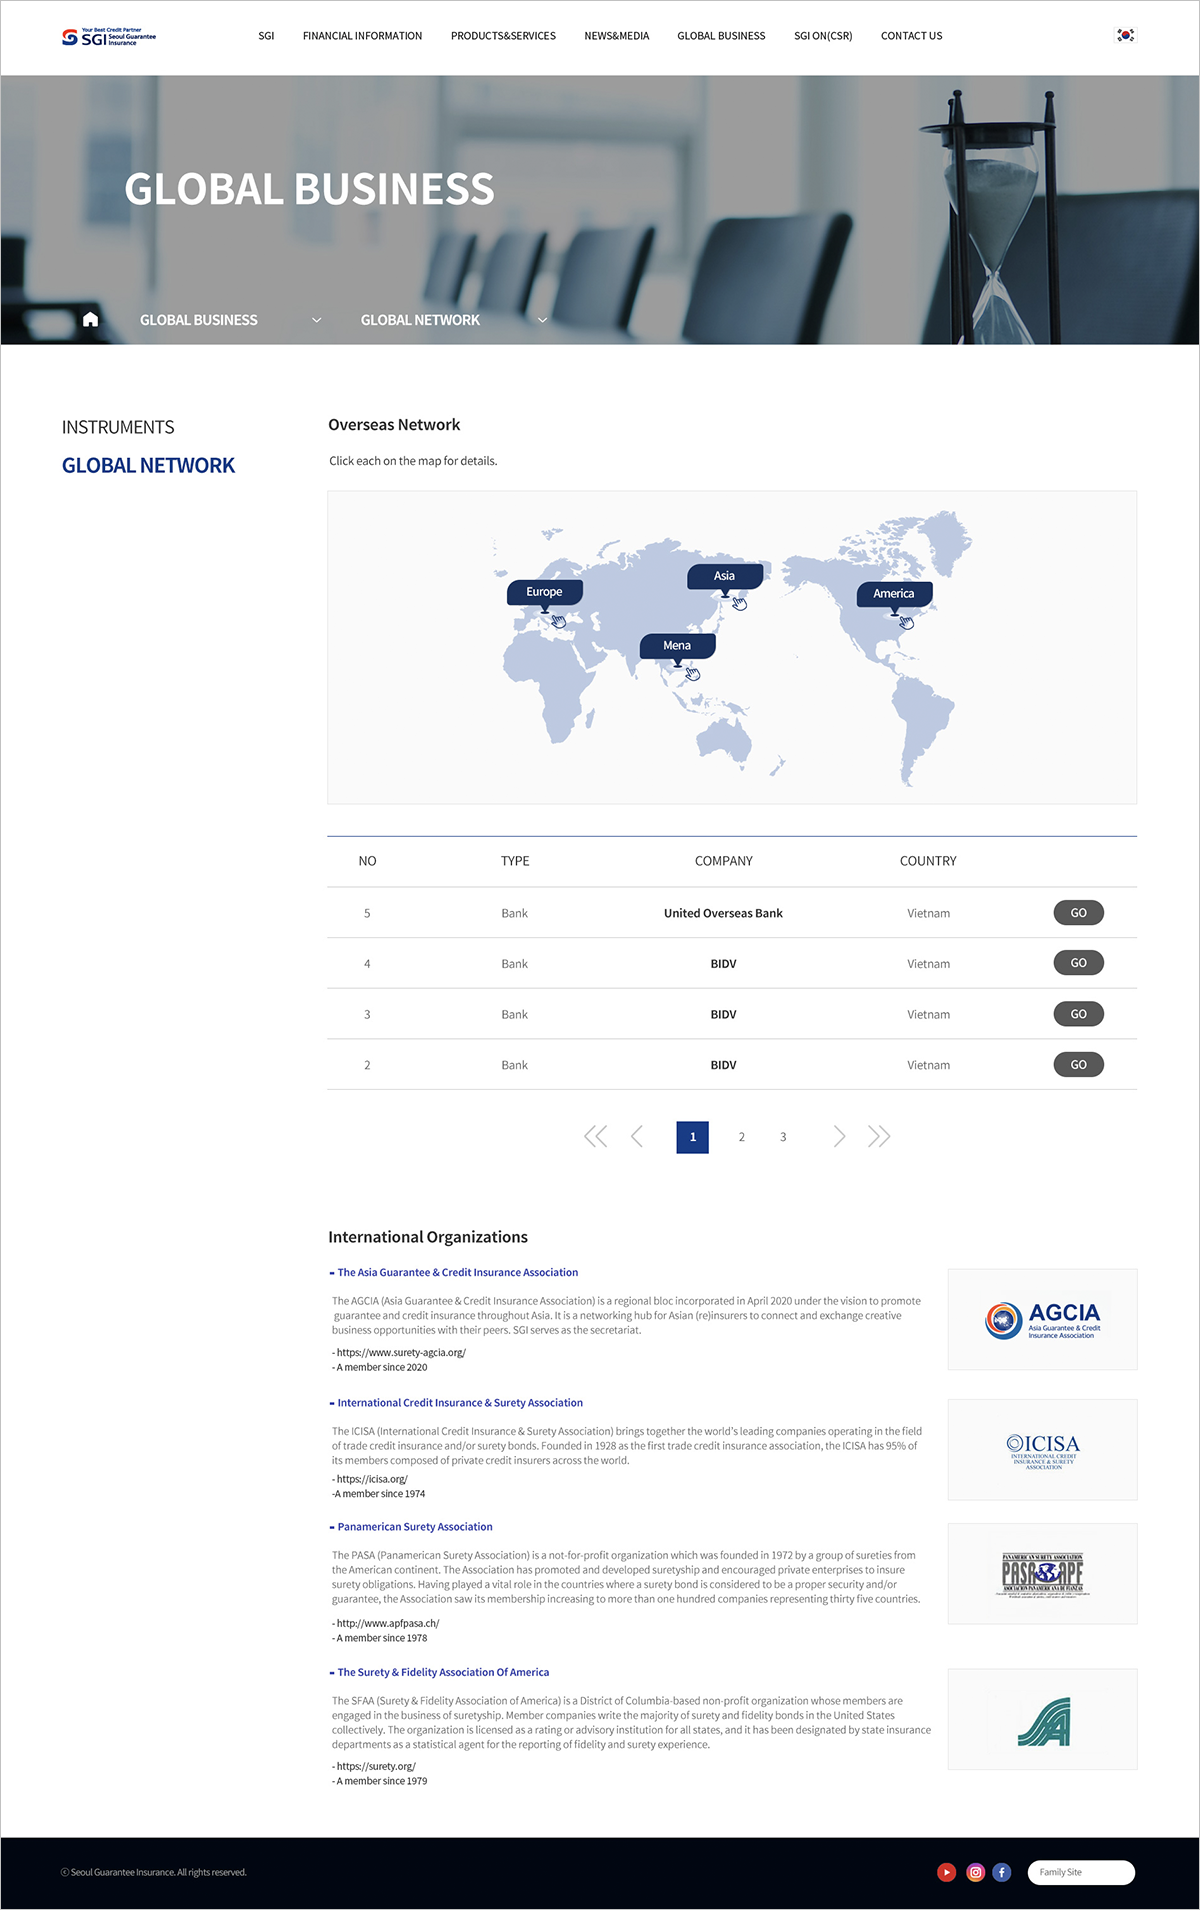 Your Best Credit Partner
SGI Seoul Guarantee
Insurance
SGI
FINANCIAL INFORMATION
PRODUCTS&SERVICES
NEWS&MEDIA
GLOBAL BUSINESS
SGI ON(CSR)
CONTACT US
GLOBAL BUSINESS
GLOBAL BUSINESS
GLOBAL NETWORK
INSTRUMENTS
GLOBAL NETWORK
Overseas Network
Click each on the map for details.
Asia
Europe
America
Mena
NO TYPE COMPANY COUNTRY
5 Bank United Overseas Bank Vietnam GO
4 Bank BIDV Vietnam GO
3 Bank BIDV Vietnam GO
2 Bank BIDV Vietnam GO
1 2 3
International Organizations
- The Asia Guarantee & Credit Insurance Association
The AGCIA (Asia Guarantee & Credit Insurance Association) is a regional bloc incorporated in April 2020 under the vision to promote
guarantee and credit insurance throughout Asia. It is a networking hub for Asian (re)insurers to connect and exchange creative
business opportunities with their peers. SGI serves as the secretariat.
- https://www.surety-agcia.org/
- A member since 2020
AGCIA
Asia Guarantee & Credit
Insurance Association
- International Credit Insurance & Surety Association
The ICISA (International Credit Insurance & Surety Association) brings together the world's leading companies operating in the field
of trade credit insurance and/or surety bonds. Founded in 1928 as the first trade credit insurance association, the ICISA has 95% of
its members composed of private credit insurers across the world.
- https://icisa.org/
-A member since 1974
ICISA
INTERNATIONAL CREDIT
INSURANCE & SURETY
ASSOCIATION
- Panamerican Surety Association
The PASA (Panamerican Surety Association) is a not-for-profit organization which was founded in 1972 by a group of sureties from
the American continent. The Association has promoted and developed suretyship and encouraged private enterprises to insure
surety obligations. Having played a vital role in the countries where a surety bond is considered to be a proper security and/or
guarantee, the Association saw its membership increasing to more than one hundred companies representing thirty five countries.
- http://www.apfpasa.ch/
- A member since 1978
PANAMERICAN SURETY ASSOCIATION
PASA APF
ASOCIACION PANAMERICANA DE FIANZAS
- The Surety & Fidelity Association Of America
The SFAA (Surety & Fidelity Association of America) is a District of Columbia-based non-profit organization whose members are
engaged in the business of suretyship. Member companies write the majority of surety and fidelity bonds in the United States
collectively. The organization is licensed as a rating or advisory institution for all states, and it has been designated by state insurance
departments as a statistical agent for the reporting of fidelity and surety experience.
- https://surety.org/
- A member since 1979
ⓒ Seoul Guarantee Insurance. All rights reserved.
Family Site